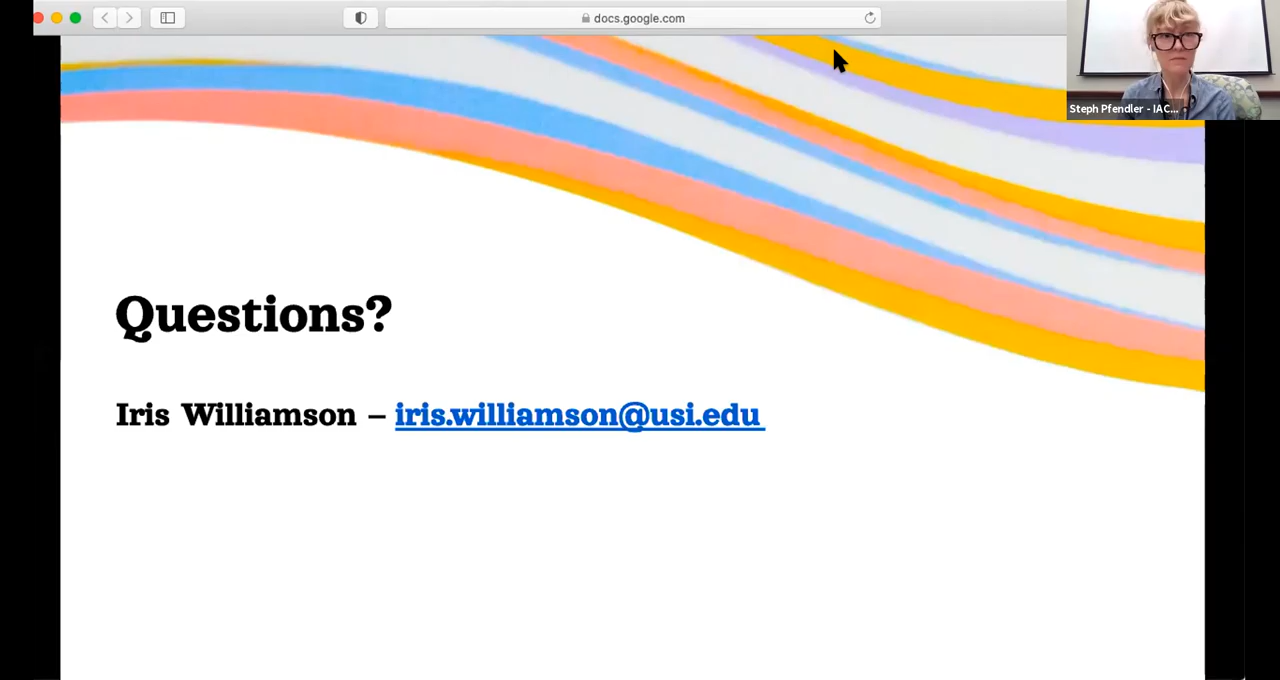 docs.google.com
Steph Pfendler - IAC...
Questions?
Iris Williamson – iris.williamson@usi.edu